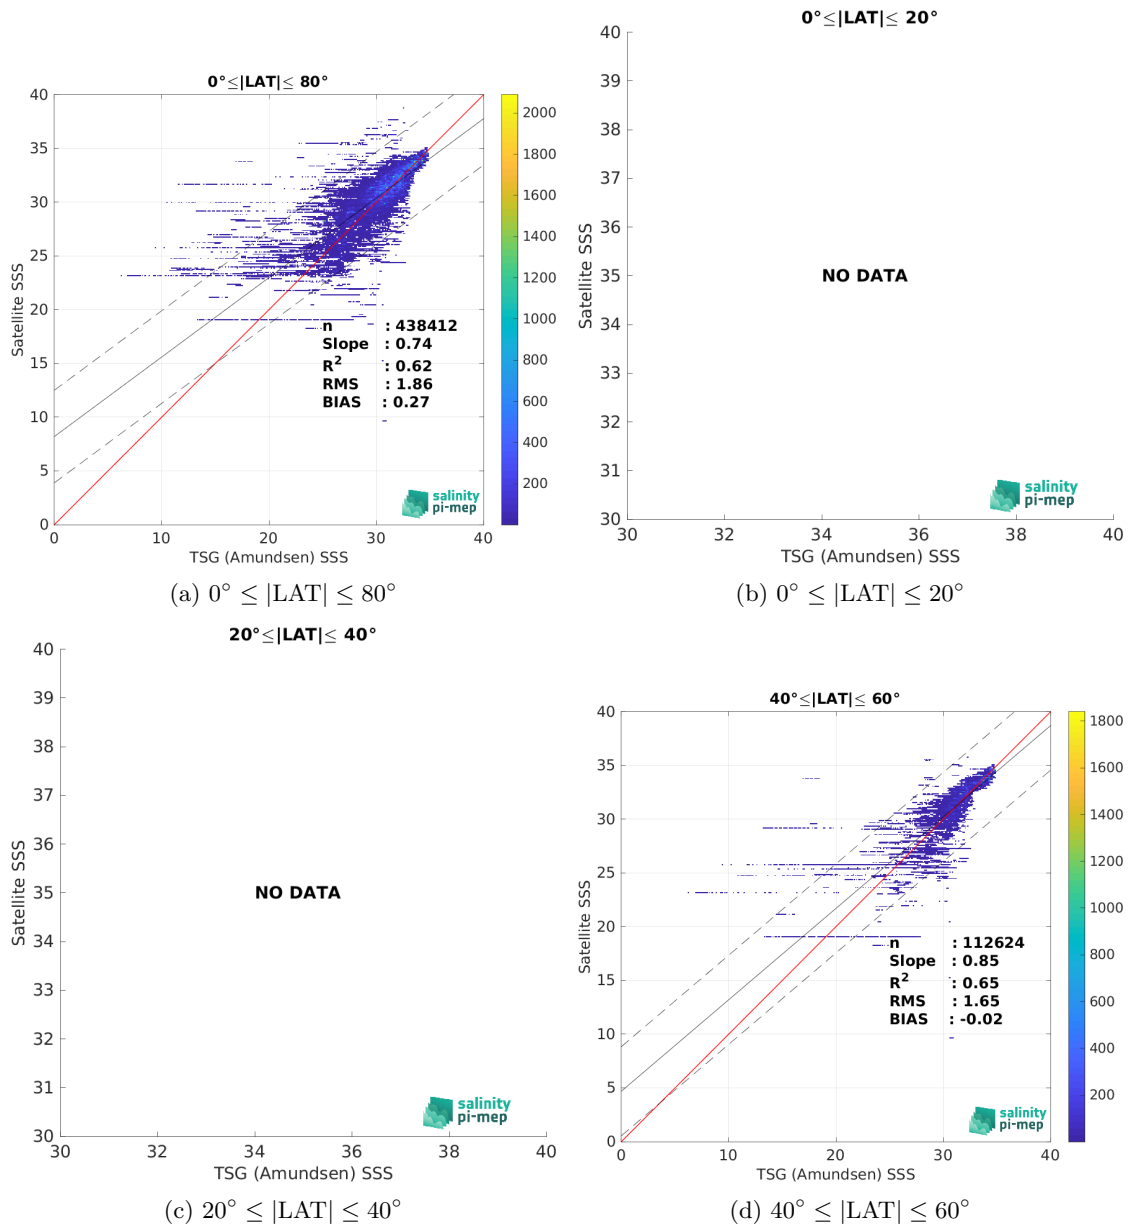 0°≤|LAT|≤ 80°
40
35
30
25
20
15
10
5
0
Satellite SSS
n : 438412
Slope : 0.74
R² : 0.62
RMS : 1.86
BIAS : 0.27
salinity
pi-mep
0 10 20 30 40
TSG (Amundsen) SSS
2000
1800
1600
1400
1200
1000
800
600
400
200
(a) 0° ≤ |LAT| ≤ 80°
0°≤|LAT|≤ 20°
40
39
38
37
36
35
34
33
32
31
30
Satellite SSS
NO DATA
salinity
pi-mep
30 32 34 36 38 40
TSG (Amundsen) SSS
(b) 0° ≤ |LAT| ≤ 20°
20°≤|LAT|≤ 40°
40
39
38
37
36
35
34
33
32
31
30
Satellite SSS
NO DATA
salinity
pi-mep
30 32 34 36 38 40
TSG (Amundsen) SSS
(c) 20° ≤ |LAT| ≤ 40°
40°≤|LAT|≤ 60°
40
35
30
25
20
15
10
5
0
Satellite SSS
n : 112624
Slope : 0.85
R² : 0.65
RMS : 1.65
BIAS : -0.02
salinity
pi-mep
0 10 20 30 40
TSG (Amundsen) SSS
1800
1600
1400
1200
1000
800
600
400
200
(d) 40° ≤ |LAT| ≤ 60°